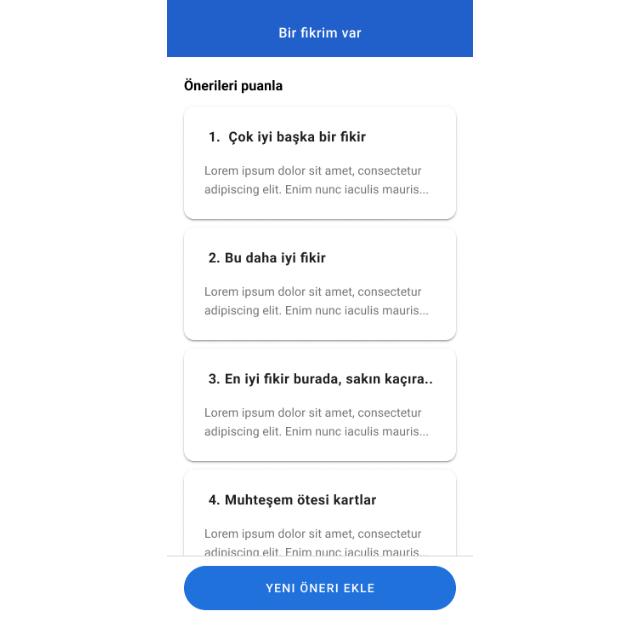 Bir fikrim var
Önerileri puanla
1. Çok iyi başka bir fikir
Lorem ipsum dolor sit amet, consectetur
adipiscing elit. Enim nunc iaculis mauris...
2. Bu daha iyi fikir
Lorem ipsum dolor sit amet, consectetur
adipiscing elit. Enim nunc iaculis mauris...
3. En iyi fikir burada, sakın kaçıra..
Lorem ipsum dolor sit amet, consectetur
adipiscing elit. Enim nunc iaculis mauris...
4. Muhteşem ötesi kartlar
Lorem ipsum dolor sit amet, consectetur
adipiscing elit. Enim nunc iaculis mauris...
YENI ÖNERI EKLE